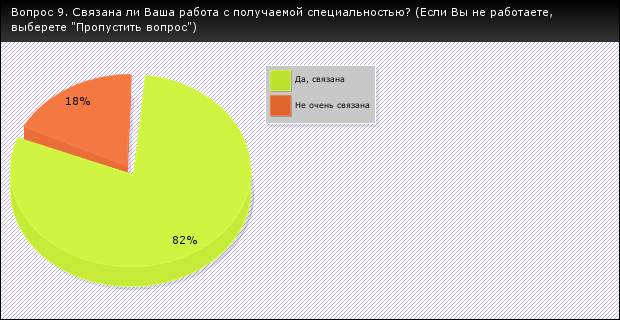 Вопрос 9. Связана ли Ваша работа с получаемой специальностью? (Если Вы не работаете,
выберете "Пропустить вопрос")
Да, связана
Не очень связана
18%
82%